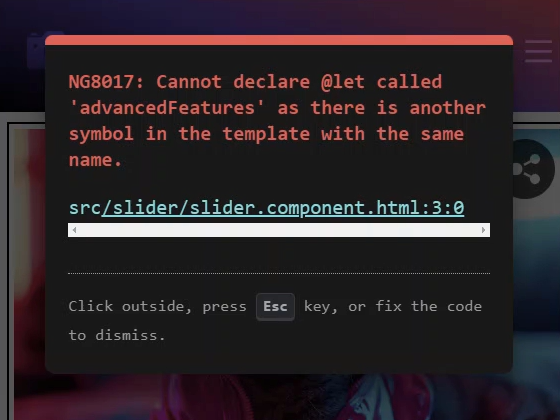 NG8017: Cannot declare @let called
'advancedFeatures' as there is another
symbol in the template with the same
name.
src/slider/slider.component.html:3:0
Click outside, press Esc key, or fix the code
to dismiss.